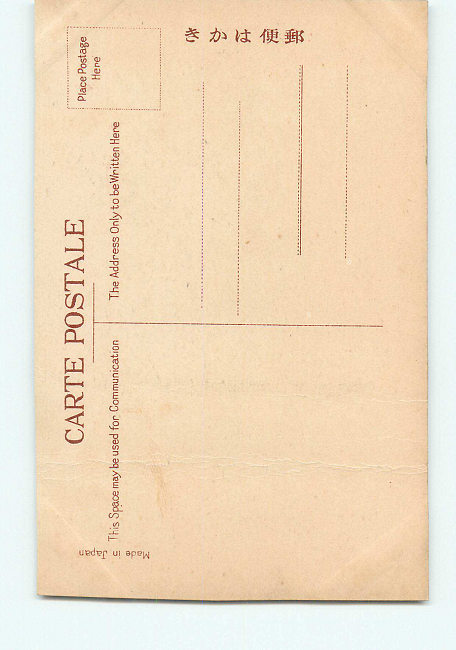 郵便はかき
Place Postage
Here
CARTE POSTALE
The Address Only to be Written Here
This Space may be used for Communication
Made in Japan